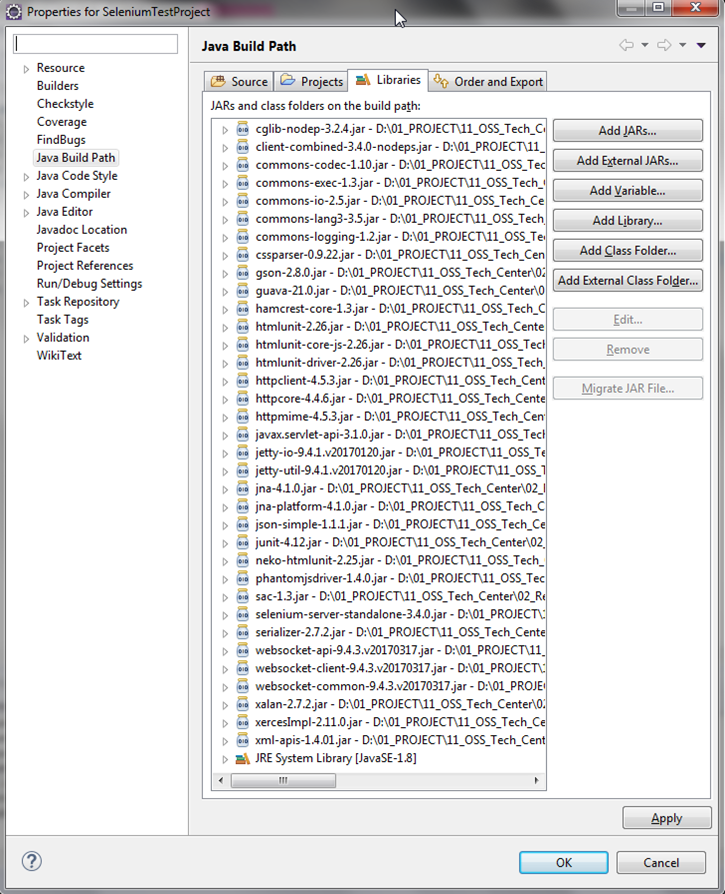 Properties for SeleniumTestProject
Resource
Builders
Checkstyle
Coverage
FindBugs
Java Build Path
Java Code Style
Java Compiler
Java Editor
Javadoc Location
Project Facets
Project References
Run/Debug Settings
Task Repository
Task Tags
Validation
WikiText
Java Build Path
Source
Projects
Libraries
Order and Export
JARs and class folders on the build path:
cglib-nodep-3.2.4.jar - D:\01_PROJECT\11_OSS_Tech_C
client-combined-3.4.0-nodeps.jar - D:\01_PROJECT\11
commons-codec-1.10.jar - D:\01_PROJECT\11_OSS_Tech_
commons-exec-1.3.jar - D:\01_PROJECT\11_OSS_Tech_C
commons-io-2.5.jar - D:\01_PROJECT\11_OSS_Tech_Ce
commons-lang3-3.5.jar - D:\01_PROJECT\11_OSS_Tech_
commons-logging-1.2.jar - D:\01_PROJECT\11_OSS_Tec
cssparser-0.9.22.jar - D:\01_PROJECT\11_OSS_Tech_Cer
gson-2.8.0.jar - D:\01_PROJECT\11_OSS_Tech_Center\02
guava-21.0.jar - D:\01_PROJECT\11_OSS_Tech_Center\0
hamcrest-core-1.3.jar - D:\01_PROJECT\11_OSS_Tech_C
htmlunit-2.26.jar - D:\01_PROJECT\11_OSS_Tech_Center
htmlunit-core-js-2.26.jar - D:\01_PROJECT\11_OSS_Tec
htmlunit-driver-2.26.jar - D:\01_PROJECT\11_OSS_Tech
httpclient-4.5.3.jar - D:\01_PROJECT\11_OSS_Tech_Cen
httpcore-4.4.6.jar - D:\01_PROJECT\11_OSS_Tech_Cente
httpmime-4.5.3.jar - D:\01_PROJECT\11_OSS_Tech_Cen
javax.servlet-api-3.1.0.jar - D:\01_PROJECT\11_OSS_Tec
jetty-io-9.4.1.v20170120.jar - D:\01_PROJECT\11_OSS_Te
jetty-util-9.4.1.v20170120.jar - D:\01_PROJECT\11_OSS_T
jna-4.1.0.jar - D:\01_PROJECT\11_OSS_Tech_Center\02_I
jna-platform-4.1.0.jar - D:\01_PROJECT\11_OSS_Tech_C
json-simple-1.1.1.jar - D:\01_PROJECT\11_OSS_Tech_Ce
junit-4.12.jar - D:\01_PROJECT\11_OSS_Tech_Center\02_
neko-htmlunit-2.25.jar - D:\01_PROJECT\11_OSS_Tech_
phantomjsdriver-1.4.0.jar - D:\01_PROJECT\11_OSS_Tec
sac-1.3.jar - D:\01_PROJECT\11_OSS_Tech_Center\02_Re
selenium-server-standalone-3.4.0.jar - D:\01_PROJECT\
serializer-2.7.2.jar - D:\01_PROJECT\11_OSS_Tech_Cente
websocket-api-9.4.3.v20170317.jar - D:\01_PROJECT\11_
websocket-client-9.4.3.v20170317.jar - D:\01_PROJECT\
websocket-common-9.4.3.v20170317.jar - D:\01_PROJE
xalan-2.7.2.jar - D:\01_PROJECT\11_OSS_Tech_Center\02
xercesImpl-2.11.0.jar - D:\01_PROJECT\11_OSS_Tech_C
xml-apis-1.4.01.jar - D:\01_PROJECT\11_OSS_Tech_Cent
JRE System Library [JavaSE-1.8]
Add JARs...
Add External JARs...
Add Variable...
Add Library...
Add Class Folder...
Add External Class Folder...
Edit...
Remove
Migrate JAR File...
Apply
OK
Cancel